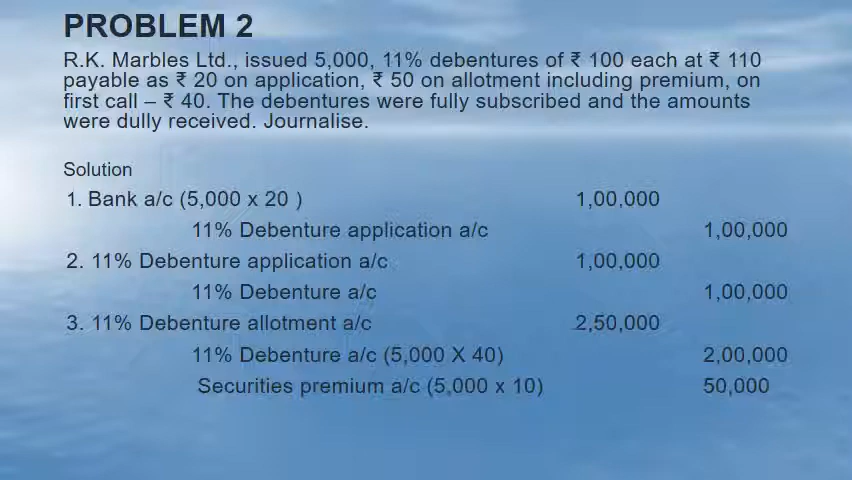 PROBLEM 2
R.K. Marbles Ltd., issued 5,000, 11% debentures of ₹ 100 each at ₹ 110
payable as ₹ 20 on application, ₹ 50 on allotment including premium, on
first call – ₹ 40. The debentures were fully subscribed and the amounts
were dully received. Journalise.
Solution
1. Bank a/c (5,000 x 20 ) 1,00,000
11% Debenture application a/c 1,00,000
2. 11% Debenture application a/c 1,00,000
11% Debenture a/c 1,00,000
3. 11% Debenture allotment a/c 2,50,000
11% Debenture a/c (5,000 X 40) 2,00,000
Securities premium a/c (5,000 x 10) 50,000